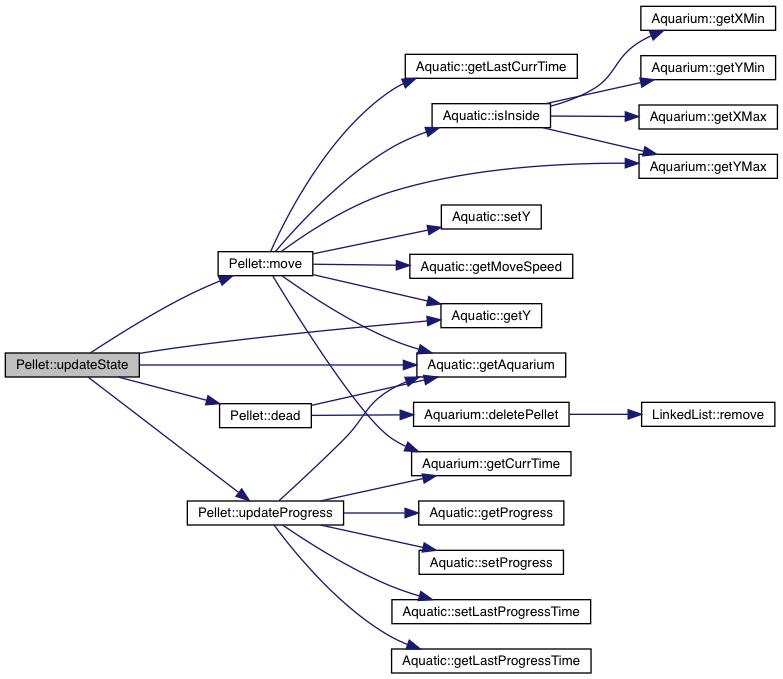 Aquarium::getXMin
Aquatic::getLastCurrTime
Aquarium::getYMin
Aquatic::isInside
Aquarium::getXMax
Aquarium::getYMax
Aquatic::setY
Pellet::move
Aquatic::getMoveSpeed
Aquatic::getY
Pellet::updateState
Aquatic::getAquarium
Pellet::dead
Aquarium::deletePellet
LinkedList::remove
Aquarium::getCurrTime
Pellet::updateProgress
Aquatic::getProgress
Aquatic::setProgress
Aquatic::setLastProgressTime
Aquatic::getLastProgressTime